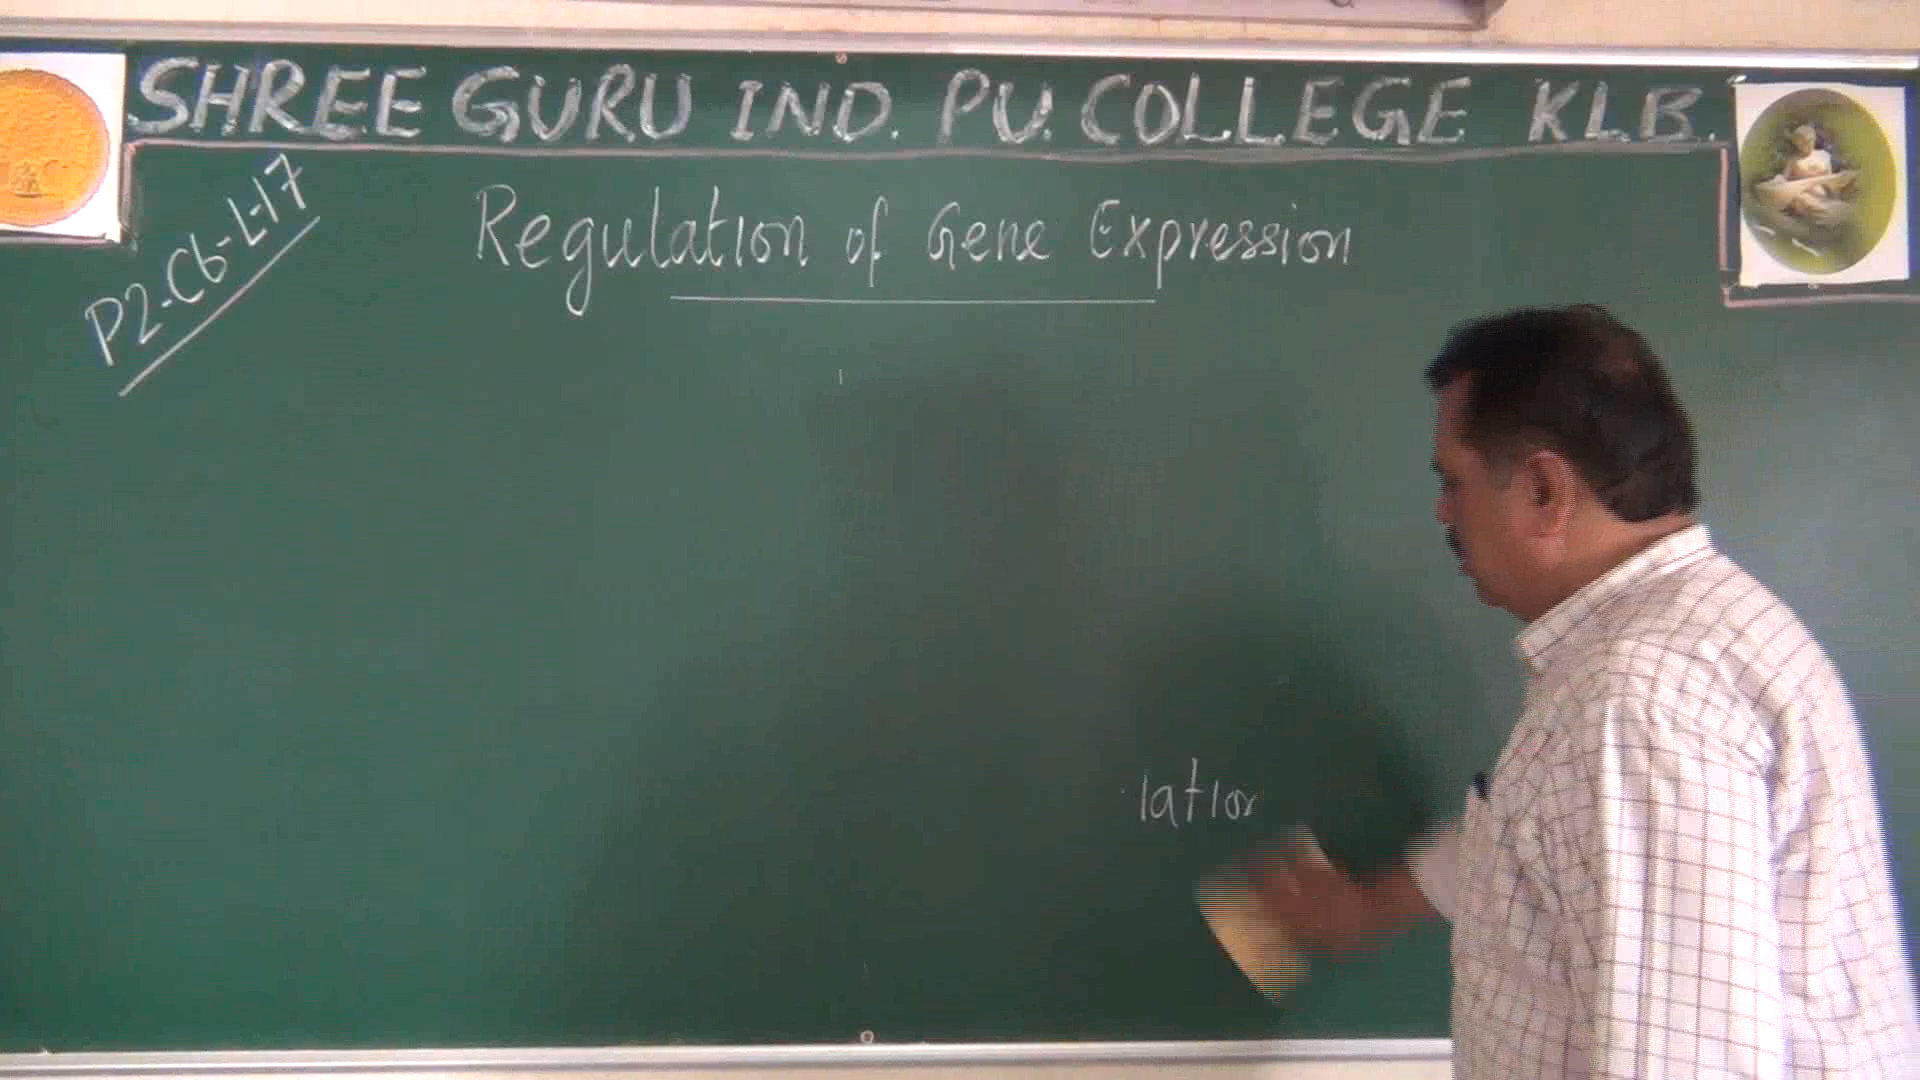 SHREE GURU IND. PU. COLLEGE KLB.
P2-C6-L-17
Regulation of Gene Expression
lation